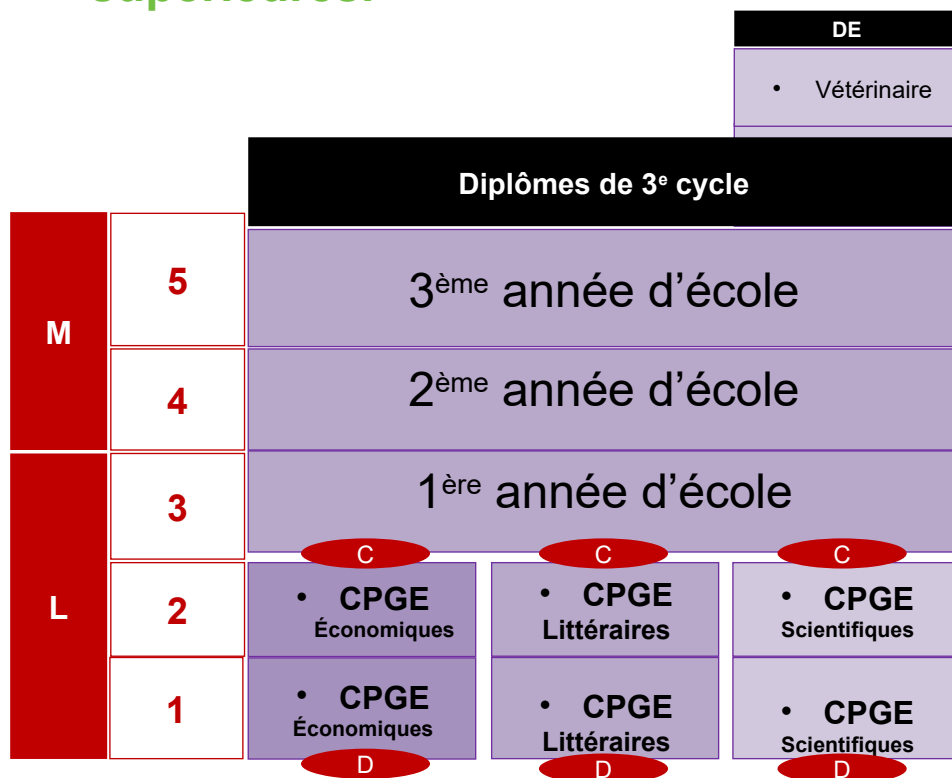 DE
• Vétérinaire
Diplômes de 3e cycle
M
5
3ème année d’école
4
2ème année d’école
L
3
1ère année d’école
C
C
C
2
• CPGE
Économiques
• CPGE
Littéraires
• CPGE
Scientifiques
1
• CPGE
Économiques
• CPGE
Littéraires
• CPGE
Scientifiques
D
D
D